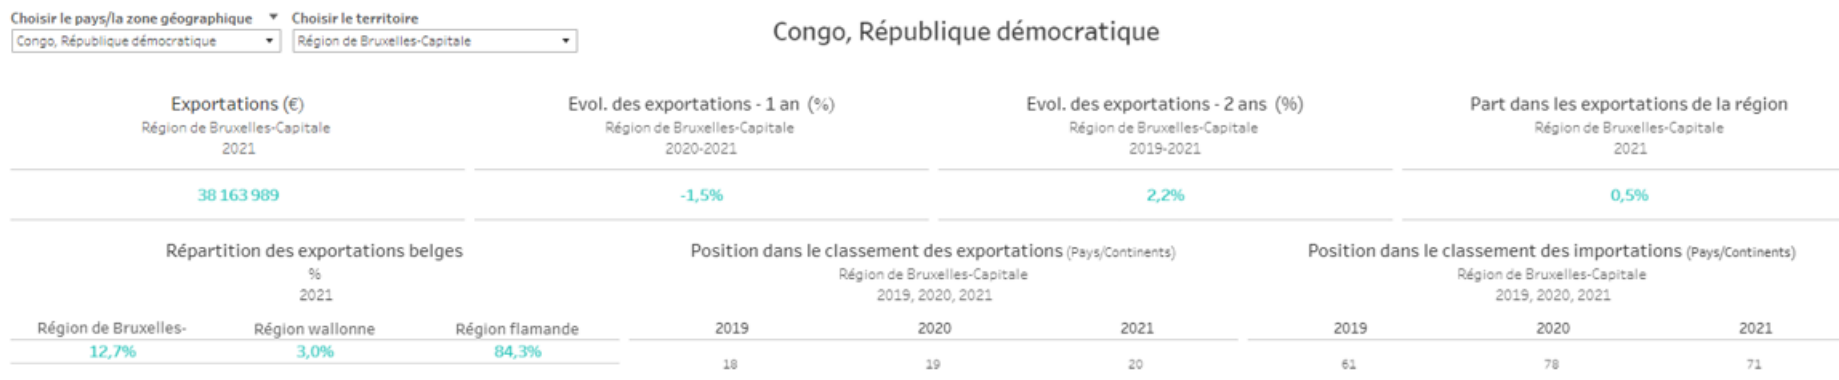 Choisir le pays/la zone géographique
Choisir le territoire
Congo, République démocratique
Région de Bruxelles-Capitale
Congo, République démocratique
Exportations (€)
Région de Bruxelles-Capitale
2021
38 163 989
Evol. des exportations - 1 an (%)
Région de Bruxelles-Capitale
2020-2021
-1,5%
Evol. des exportations - 2 ans (%)
Région de Bruxelles-Capitale
2019-2021
2,2%
Part dans les exportations de la région
Région de Bruxelles-Capitale
2021
0,5%
Répartition des exportations belges
%
2021
Région de Bruxelles- Région wallonne Région flamande
12,7% 3,0% 84,3%
Position dans le classement des exportations (Pays/Continents)
Région de Bruxelles-Capitale
2019, 2020, 2021
2019 2020 2021
18 19 20
Position dans le classement des importations (Pays/Continents)
Région de Bruxelles-Capitale
2019, 2020, 2021
2019 2020 2021
61 78 71